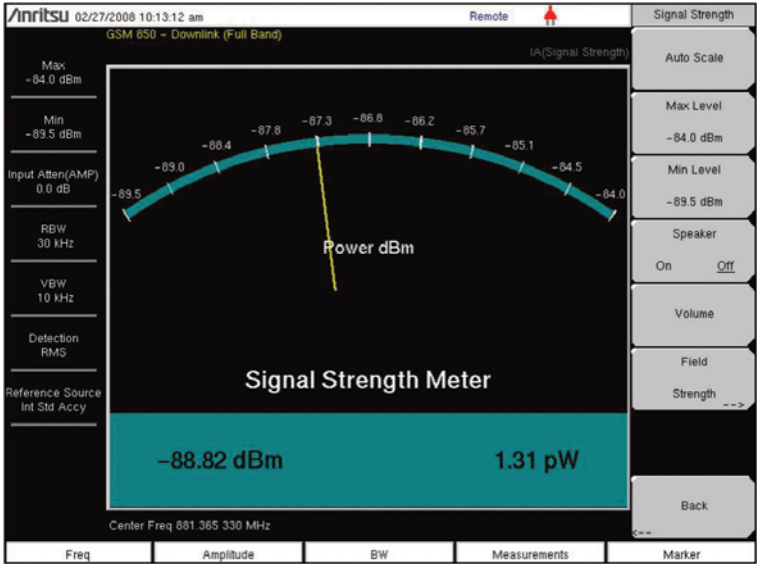 Anritsu 02/27/2008 10:13:12 am
Remote
Signal Strength
GSM 850 - Downlink (Full Band)
IA(Signal Strength)
Max
-84.0 dBm
Min
-89.5 dBm
Input Atten(AMP)
0.0 dB
RBW
30 kHz
VBW
10 kHz
Detection
RMS
Reference Source
Int Std Accy
-89.5
-89.0
-88.4
-87.8
-87.3
-86.8
-86.2
-85.7
-85.1
-84.5
-84.0
Power dBm
Signal Strength Meter
-88.82 dBm
1.31 pW
Center Freq 881.365 330 MHz
Auto Scale
Max Level
-84.0 dBm
Min Level
-89.5 dBm
Speaker
On Off
Volume
Field
Strength
-->
Back
<--
Freq
Amplitude
BW
Measurements
Marker